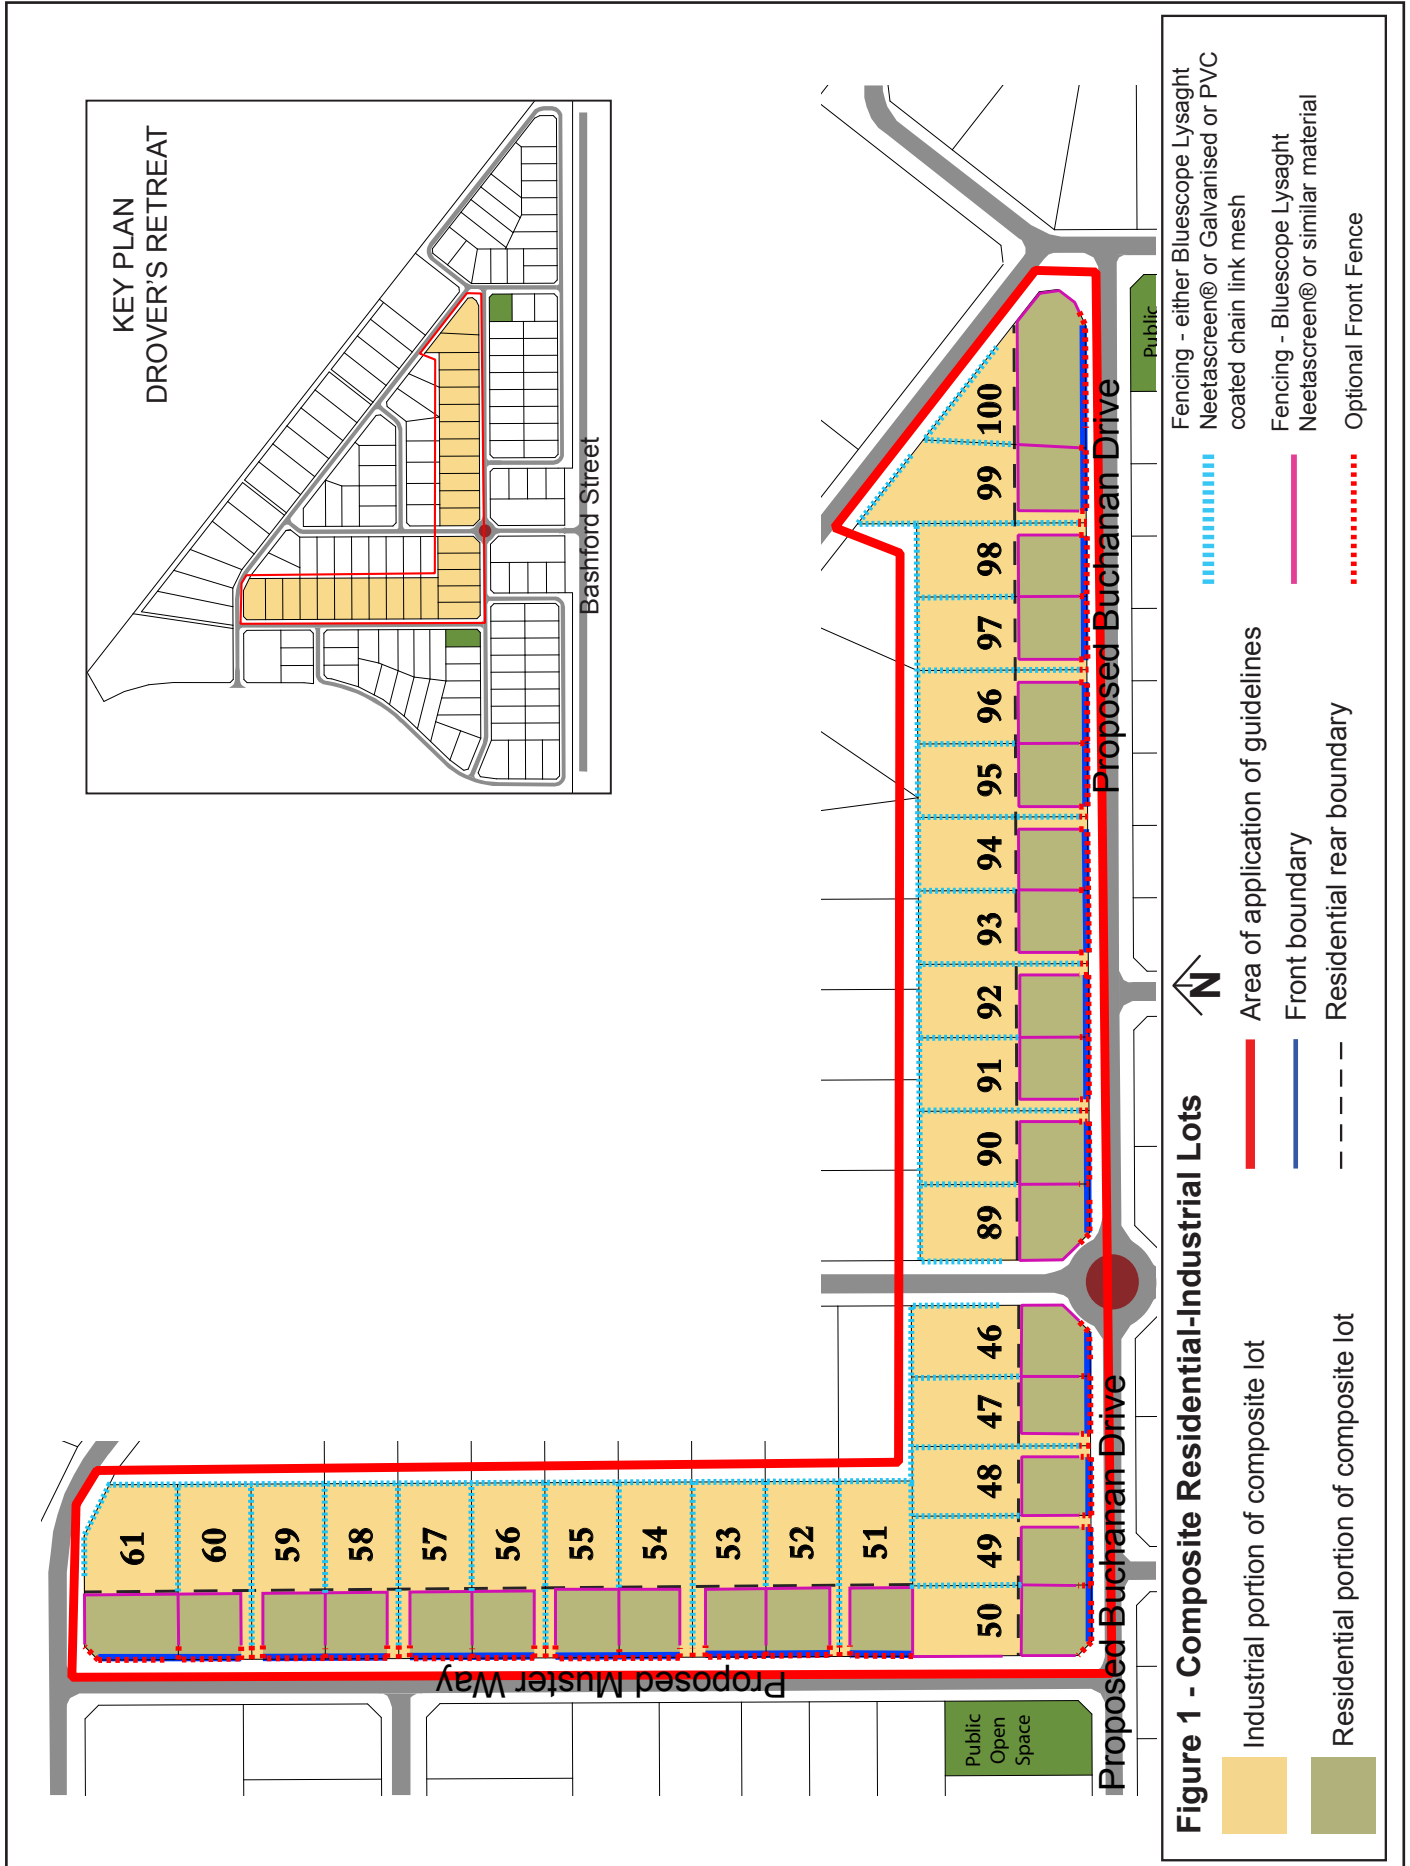 KEY PLAN
DROVER'S RETREAT
Bashford Street
61
60
59
58
57
56
55
54
53
52
51
50
49
48
47
46
89
90
91
92
93
94
95
96
97
98
99
100
Proposed Muster Way
Public
Open
Space
Proposed Buchanan Drive
Proposed Buchanan Drive
Public
Figure 1 - Composite Residential-Industrial Lots
N
Industrial portion of composite lot
Residential portion of composite lot
Area of application of guidelines
Front boundary
Residential rear boundary
Fencing - either Bluescope Lysaght
Neetascreen® or Galvanised or PVC
coated chain link mesh
Fencing - Bluescope Lysaght
Neetascreen® or similar material
Optional Front Fence